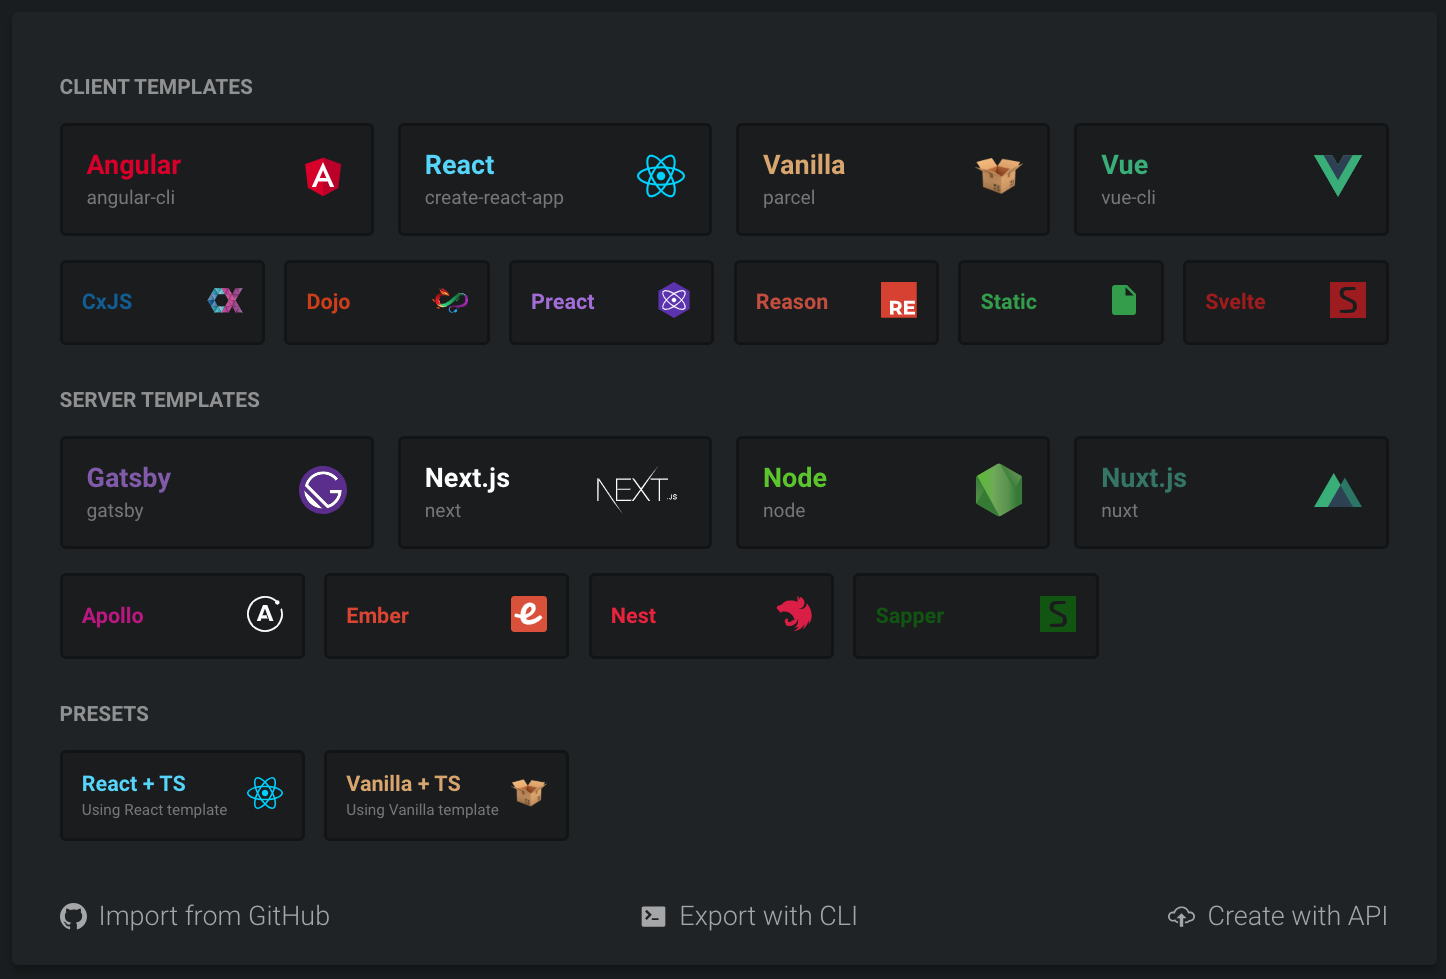 CLIENT TEMPLATES
Angular
angular-cli
React
create-react-app
Vanilla
parcel
Vue
vue-cli
CxJS
CX
Dojo
Preact
Reason
RE
Static
Svelte
S
SERVER TEMPLATES
Gatsby
gatsby
G
Next.js
next
NEXT.JS
Node
node
Nuxt.js
nuxt
Apollo
A
Ember
e
Nest
Sapper
S
PRESETS
React + TS
Using React template
Vanilla + TS
Using Vanilla template
Import from GitHub
Export with CLI
Create with API